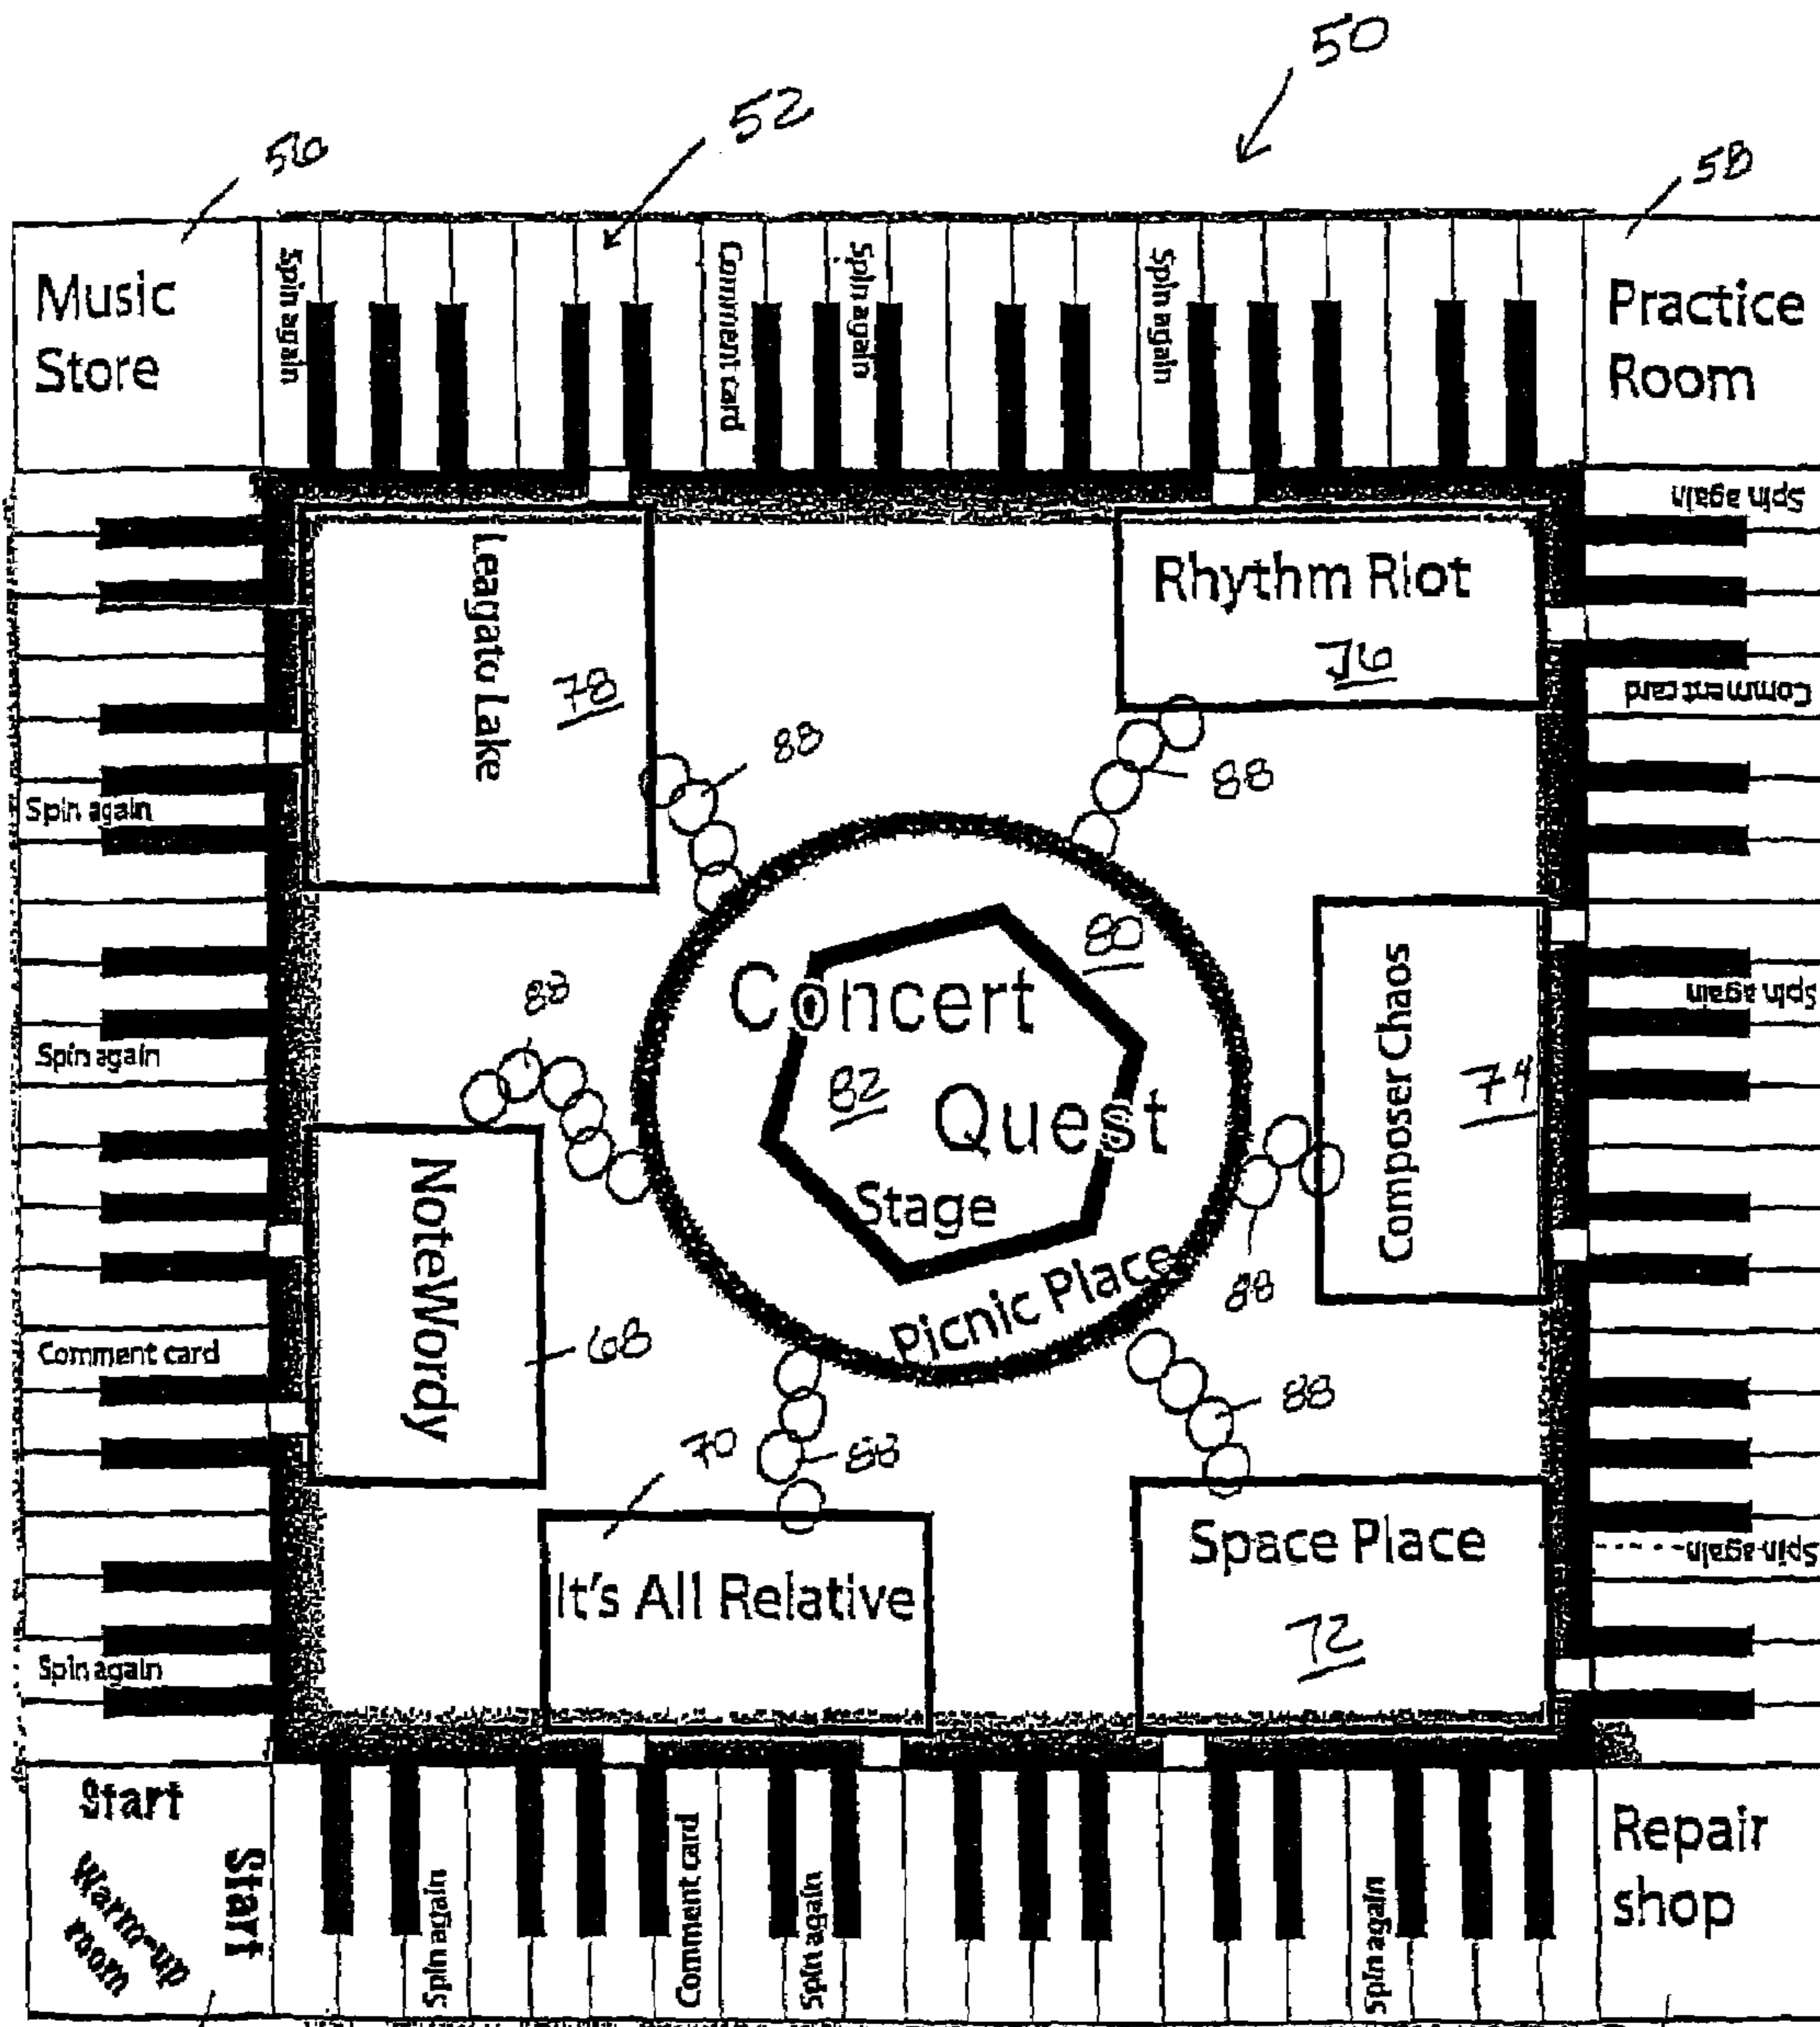 50
52
56
58
Music
Store
Spin again
Comment card
Spin again
Spin again
Practice
Room
Spin again
Comment card
Spin again
Spin again
Leagato Lake
78
Rhythm Riot
76
88
88
Spin again
Spin again
Comment card
Spin again
80
Concert
82
Quest
Stage
Picnic Place
88
Composer Chaos
74
88
NoteWordy
68
88
70
88
It's All Relative
Space Place
72
Start
Start
Warm-up
room
Spin again
Comment card
Spin again
Spin again
Repair
shop